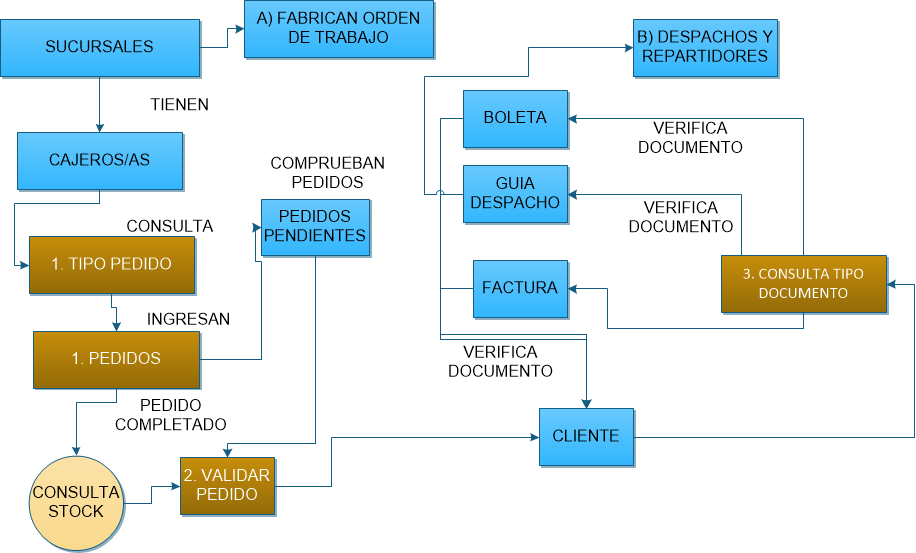 SUCURSALES
A) FABRICAN ORDEN
DE TRABAJO
B) DESPACHOS Y
REPARTIDORES
TIENEN
BOLETA
VERIFICA
DOCUMENTO
CAJEROS/AS
COMPRUEBAN
PEDIDOS
GUIA
DESPACHO
VERIFICA
DOCUMENTO
CONSULTA
PEDIDOS
PENDIENTES
1. TIPO PEDIDO
FACTURA
3. CONSULTA TIPO
DOCUMENTO
INGRESAN
1. PEDIDOS
VERIFICA
DOCUMENTO
PEDIDO
COMPLETADO
CLIENTE
CONSULTA
STOCK
2. VALIDAR
PEDIDO